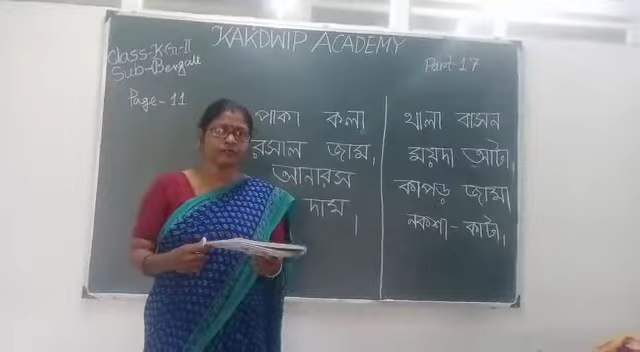 KAKDWIP ACADEMY
Class-KG-II
Sub-Bengali
Part-17
Page-11
পাকা কলা
রসাল জাম,
আনারস
দাম
।
থালা বাসন
ময়দা আটা,
কাপড় জামা
নকশা-কাটা,